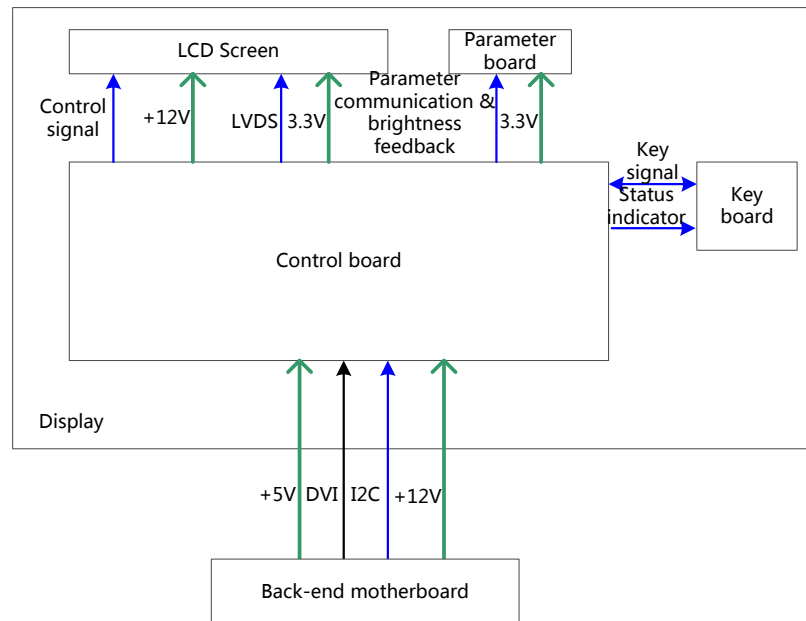 LCD Screen
Parameter
board
Control
signal
+12V
LVDS
3.3V
Parameter
communication &
brightness
feedback
3.3V
Key
signal
Status
indicator
Key
board
Control board
Display
+5V
DVI
I2C
+12V
Back-end motherboard